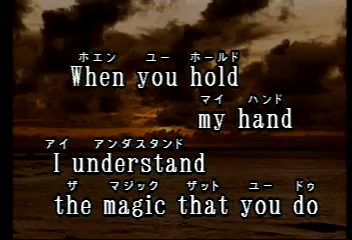 ホエン ユー ホールド
When you hold
マイ ハンド
my hand
アイ アンダスタンド
I understand
ザ マジック ザット ユー ドゥ
the magic that you do